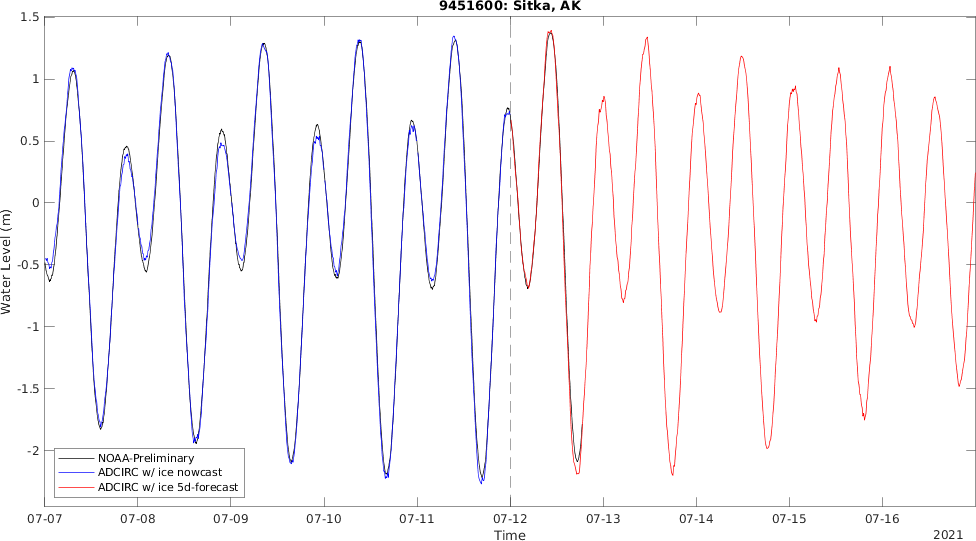 9451600: Sitka, AK
1.5
1
0.5
0
-0.5
-1
-1.5
-2
Water Level (m)
NOAA-Preliminary
ADCIRC w/ ice nowcast
ADCIRC w/ ice 5d-forecast
07-07 07-08 07-09 07-10 07-11 07-12 07-13 07-14 07-15 07-16
Time
2021